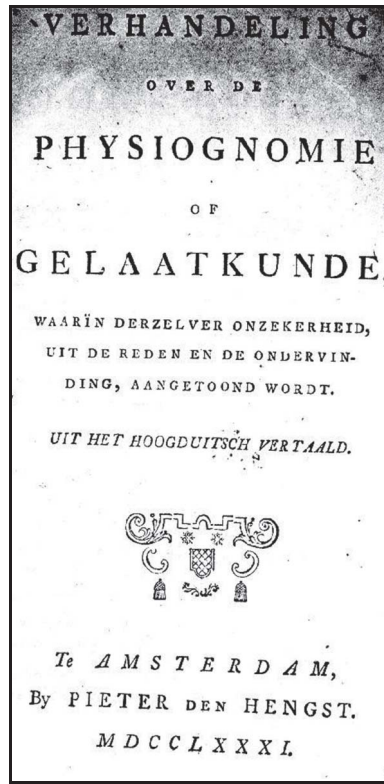 VERHANDELING
OVER DE
PHYSIOGNOMIE
OF
GELAATKUNDE,
WAARÏN DERZELVER ONZEKERHEID,
UIT DE REDEN EN DE ONDERVIN-
DING, AANGETOOND WORDT.
UIT HET HOOGDUITSCH VERTAALD.
Te AMSTERDAM,
By PIETER DEN HENGST.
MDCCLXXXI.